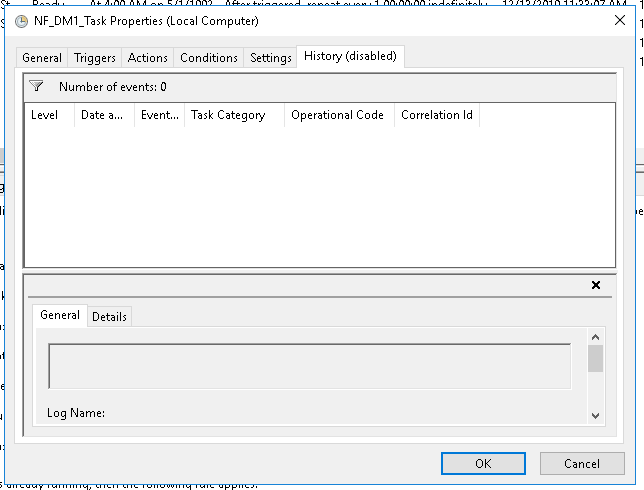 St... Ready At 4:00 AM on 5/1/1992 - After triggered, repeat every 1.00:00:00 indefinitely. 12/13/2019 11:33:07 AM
NF_DM1_Task Properties (Local Computer)
General Triggers Actions Conditions Settings History (disabled)
Number of events: 0
Level Date a... Event... Task Category Operational Code Correlation Id
General Details
Log Name:
OK Cancel
s already running, then the following rule applies: